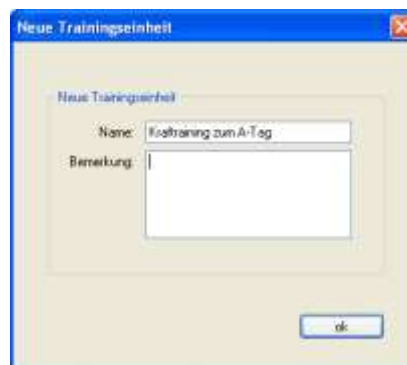 Neue Trainingseinheit
Neue Trainingseinheit
Name: Kraftraining zum A-Tag
Bemerkung:
ok